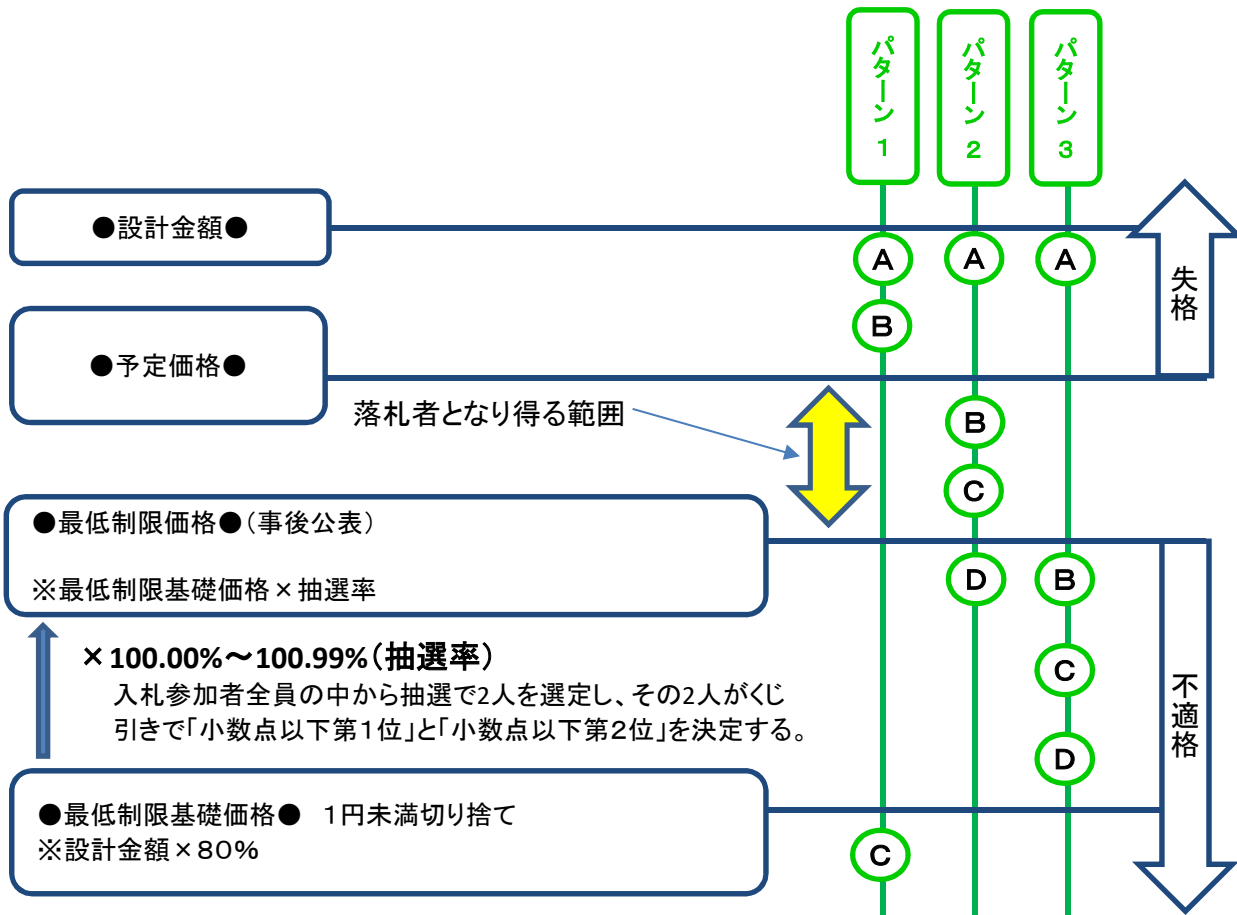 パターン 1
パターン 2
パターン 3
●設計金額●
A
A
A
失格
B
●予定価格●
落札者となり得る範囲
B
C
●最低制限価格●(事後公表)
※最低制限基礎価格×抽選率
D
B
×100.00%～100.99%(抽選率)
入札参加者全員の中から抽選で2人を選定し、その2人がくじ
引きで「小数点以下第1位」と「小数点以下第2位」を決定する。
C
不適格
D
●最低制限基礎価格● 1円未満切り捨て
※設計金額×80%
C